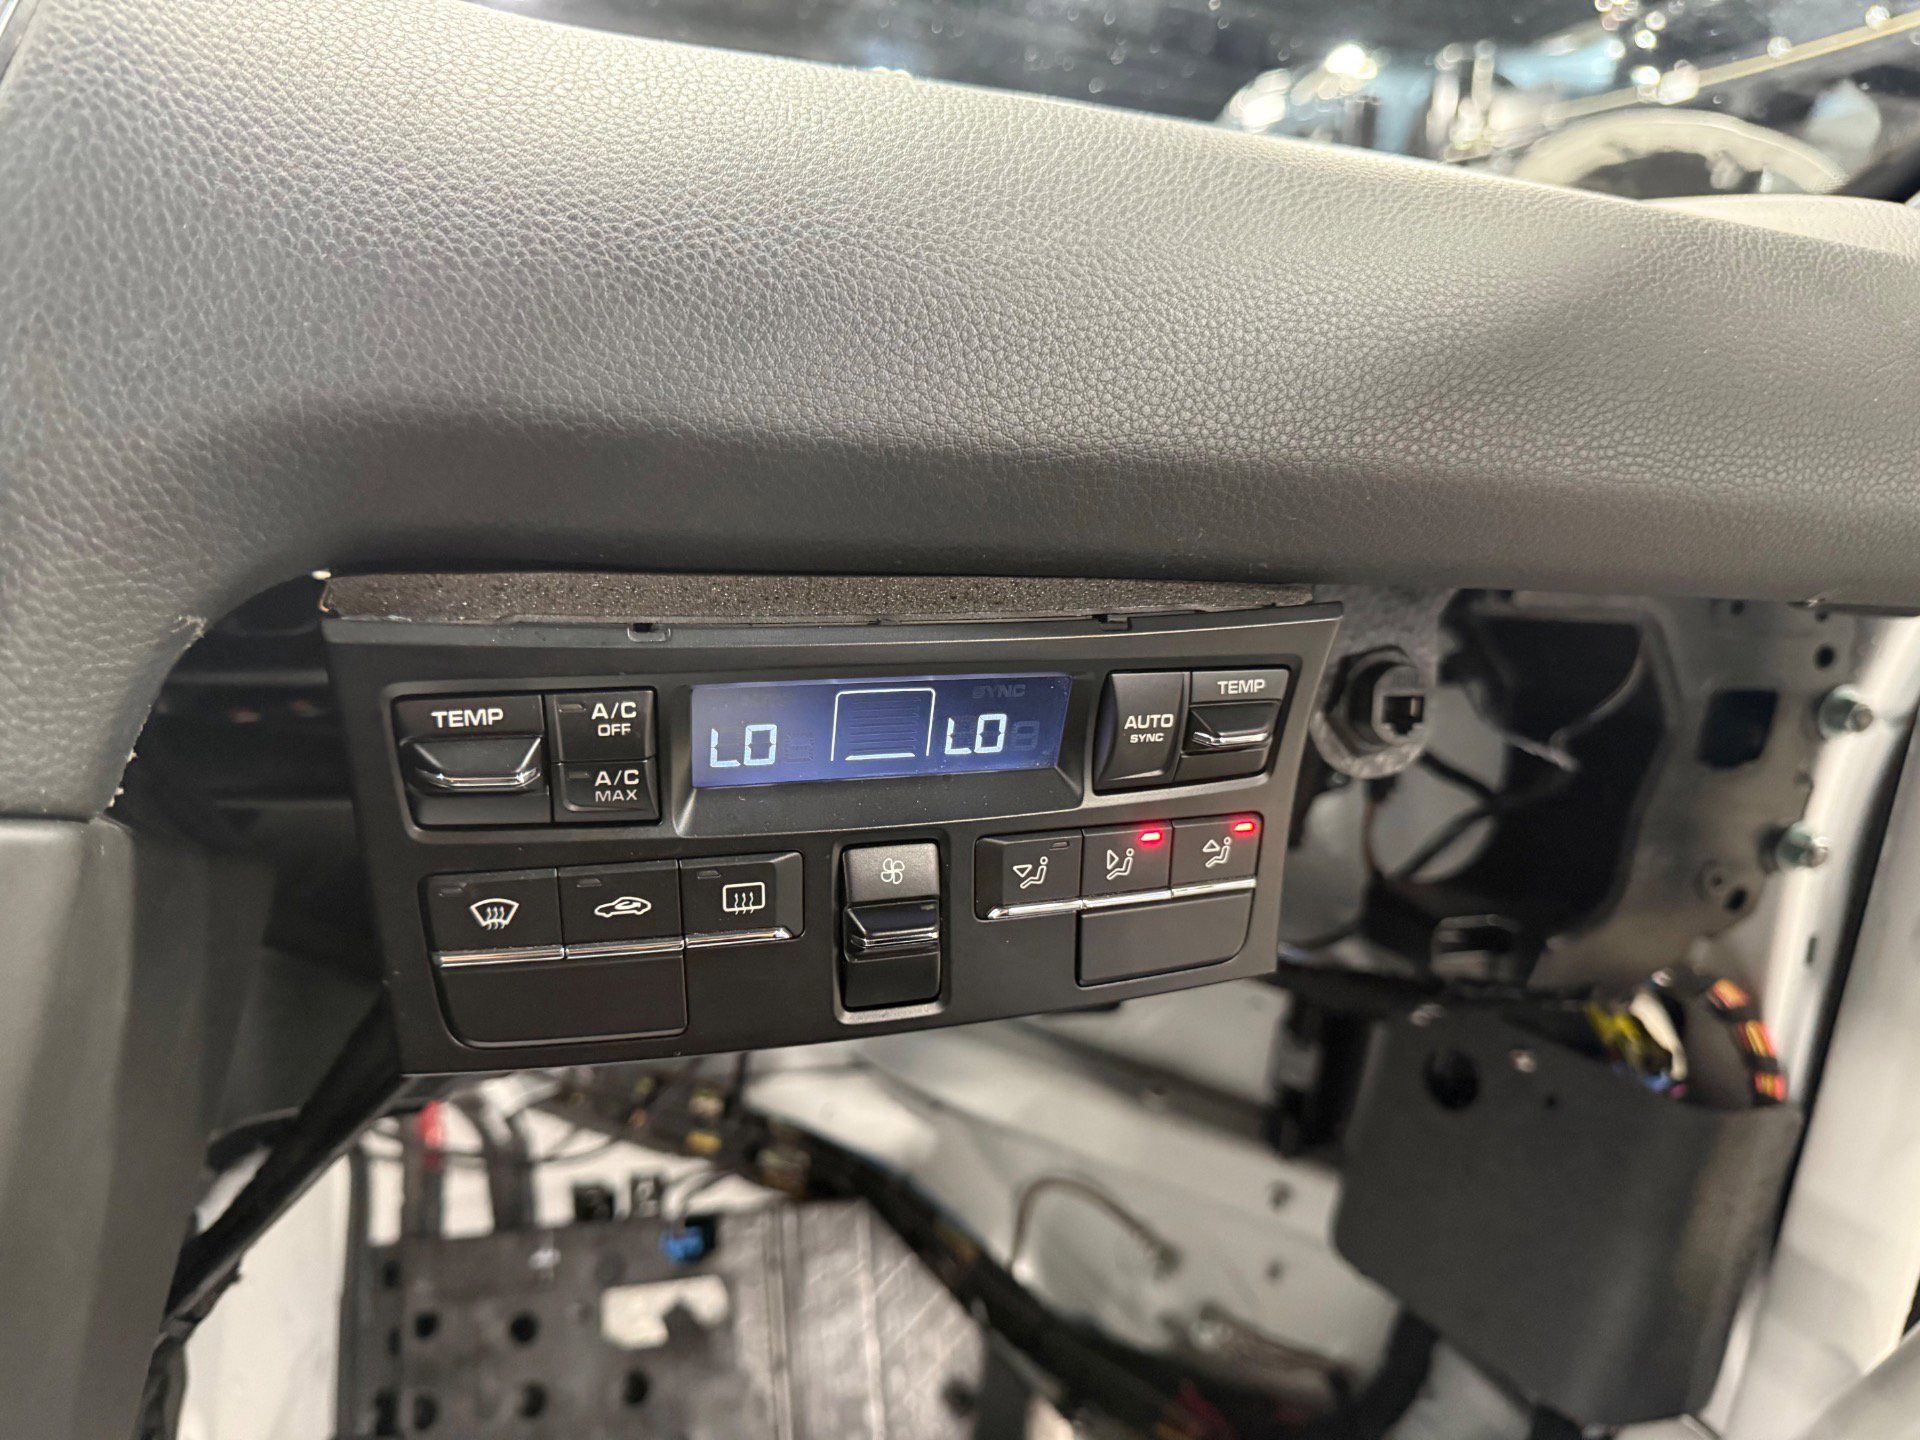 TEMP
A/C
OFF
A/C
MAX
LO
SYNC
LO
AUTO
SYNC
TEMP